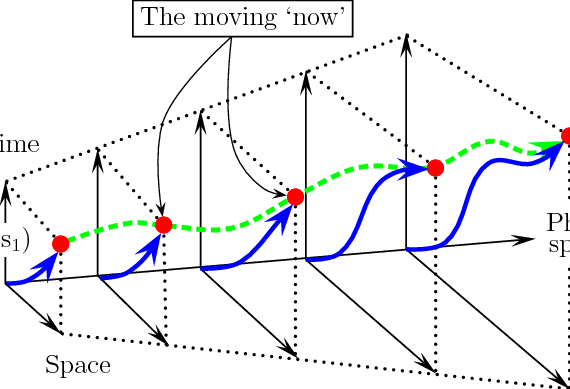 The moving ‘now’
ime
s₁)
Ph
sp
Space